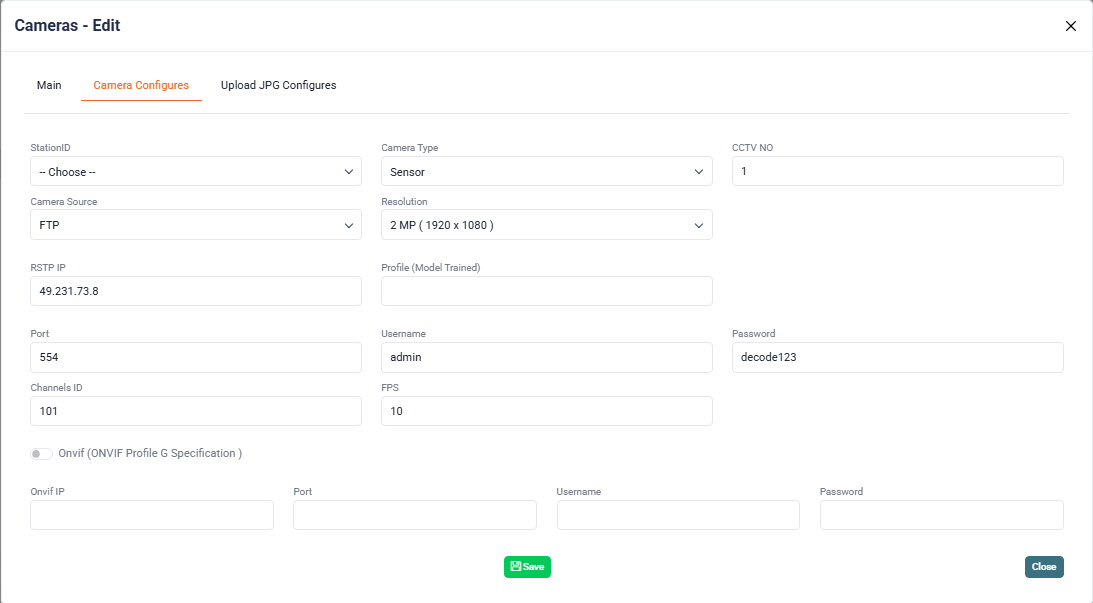 Cameras - Edit
Main Camera Configures Upload JPG Configures
StationID Camera Type CCTV NO
-- Choose -- Sensor 1
Camera Source Resolution
FTP 2 MP ( 1920 x 1080 )
RSTP IP Profile (Model Trained)
49.231.73.8
Port Username Password
554 admin decode123
Channels ID FPS
101 10
Onvif (ONVIF Profile G Specification )
Onvif IP Port Username Password
Save Close